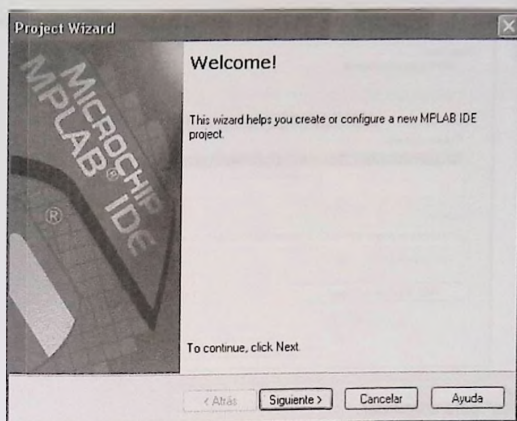 Project Wizard
MICROCHIP
MPLAB® IDE
®
Welcome!
This wizard helps you create or configure a new MPLAB IDE
project.
To continue, click Next.
< Atrás
Siguiente >
Cancelar
Ayuda